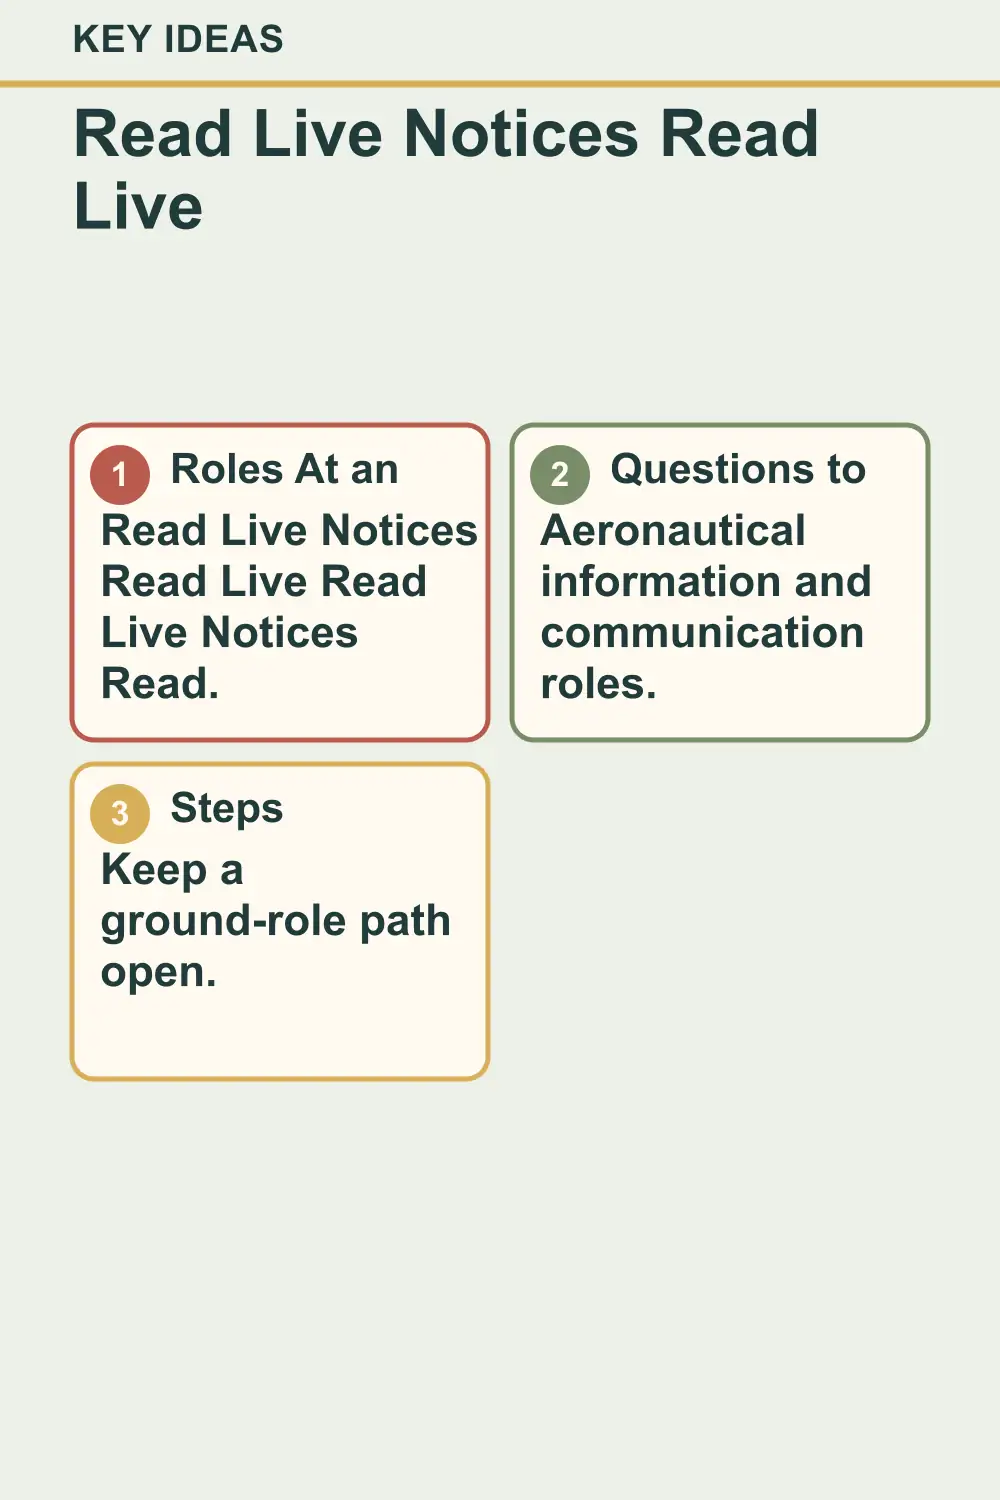 KEY IDEAS
Read Live Notices Read
Live
1 Roles At an
Read Live Notices
Read Live Read
Live Notices
Read.
2 Questions to
Aeronautical
information and
communication
roles.
3 Steps
Keep a
ground-role path
open.